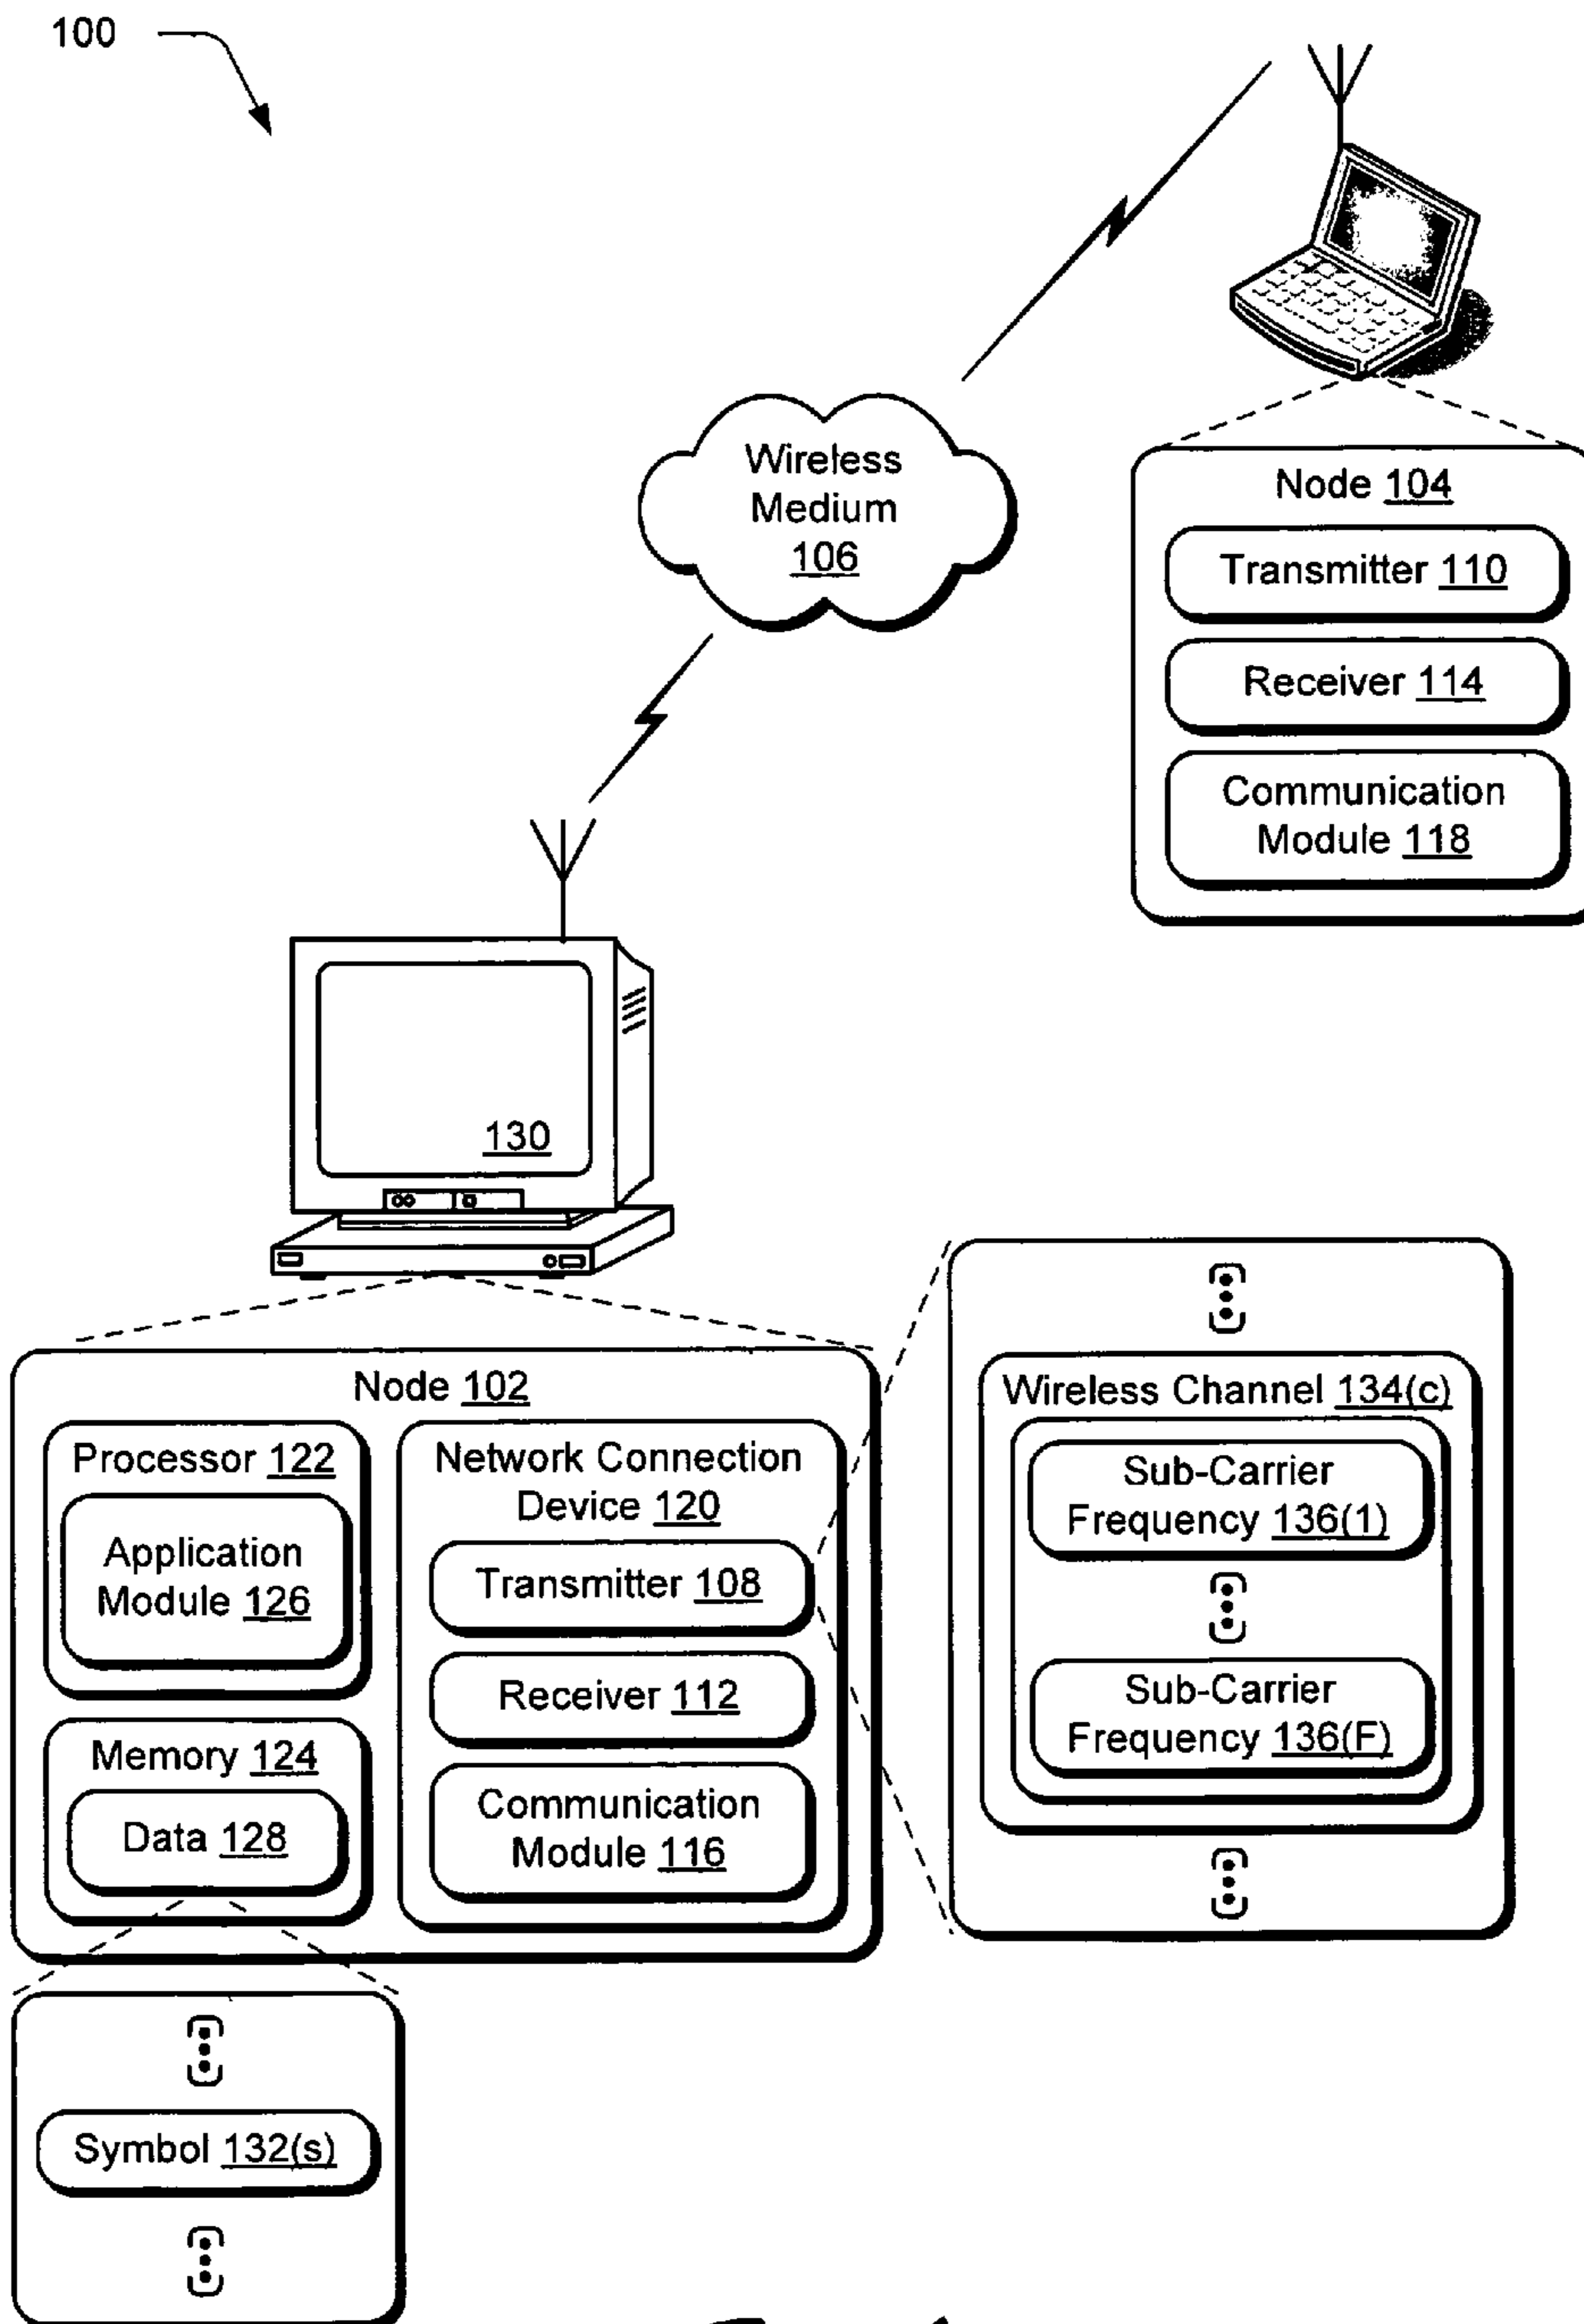 100
Wireless
Medium
106
Node 104
Transmitter 110
Receiver 114
Communication
Module 118
130
Node 102
Processor 122
Application
Module 126
Memory 124
Data 128
Network Connection
Device 120
Transmitter 108
Receiver 112
Communication
Module 116
Wireless Channel 134(c)
Sub-Carrier
Frequency 136(1)
Sub-Carrier
Frequency 136(F)
Symbol 132(s)